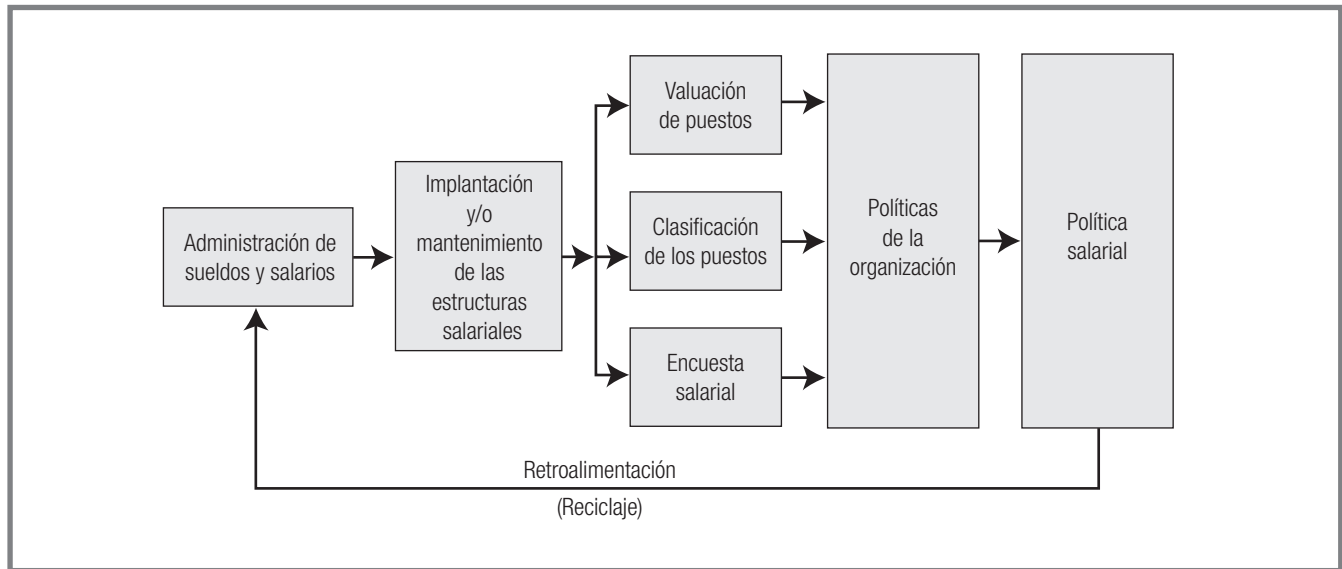 Administración de
sueldos y salarios
Implantación
y/o
mantenimiento
de las
estructuras
salariales
Valuación
de puestos
Clasificación
de los puestos
Encuesta
salarial
Políticas
de la
organización
Política
salarial
Retroalimentación
(Reciclaje)